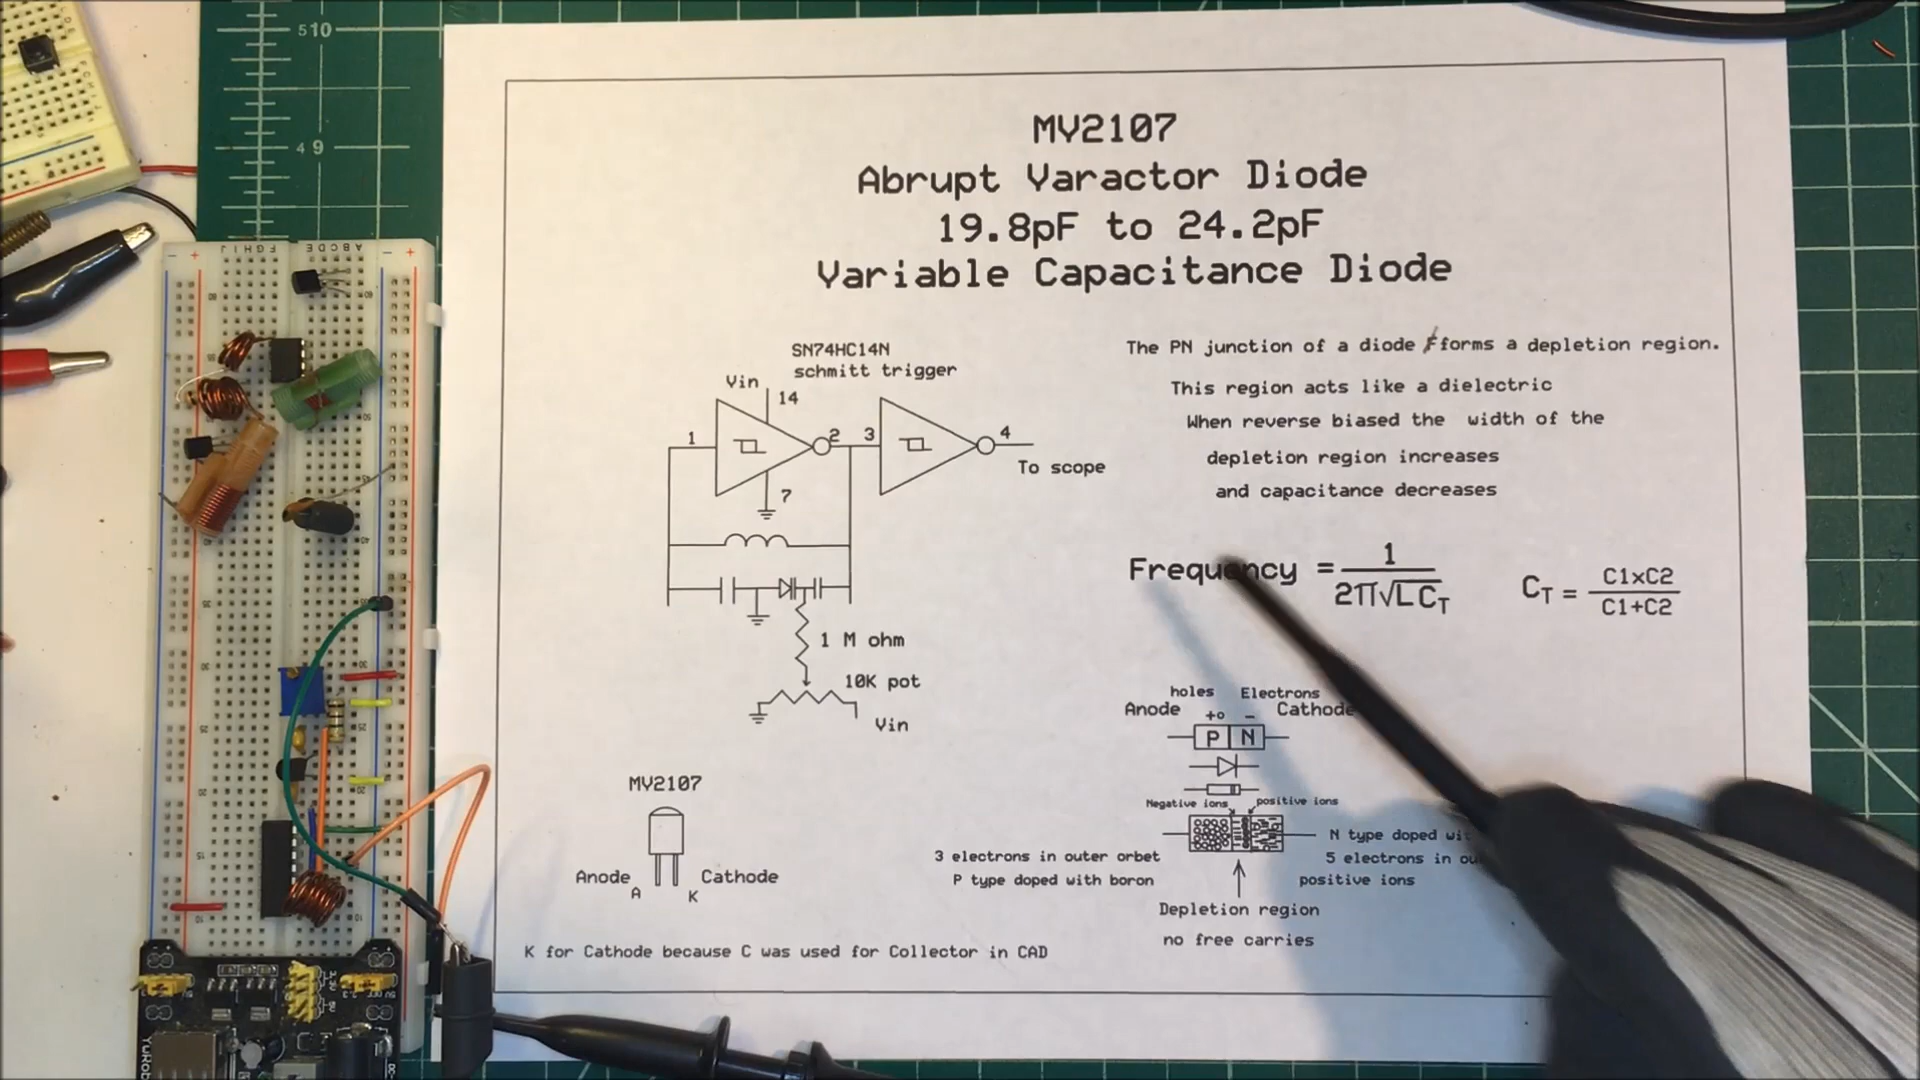 MV2107
Abrupt Varactor Diode
19.8pF to 24.2pF
Variable Capacitance Diode
SN74HC14N
schmitt trigger
Vin
14
1
2
3
4
7
To scope
1 M ohm
10K pot
Vin
The PN junction of a diode forms a depletion region.
This region acts like a dielectric
When reverse biased the width of the
depletion region increases
and capacitance decreases
Frequency = 1
2π√LCT
CT = C1xC2
C1+C2
MV2107
Anode
A
Cathode
K
K for Cathode because C was used for Collector in CAD
holes Electrons
Anode +o - Cathode
P N
Negative ions positive ions
3 electrons in outer orbet
P type doped with boron
N type doped
5 electrons in
positive ions
Depletion region
no free carries
510
49